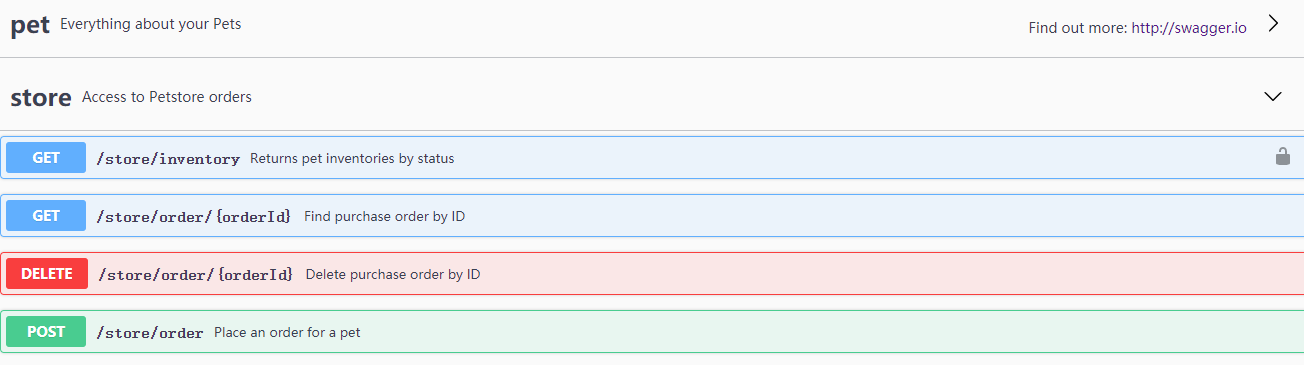 pet Everything about your Pets Find out more: http://swagger.io
store Access to Petstore orders
GET /store/inventory Returns pet inventories by status
GET /store/order/{orderId} Find purchase order by ID
DELETE /store/order/{orderId} Delete purchase order by ID
POST /store/order Place an order for a pet